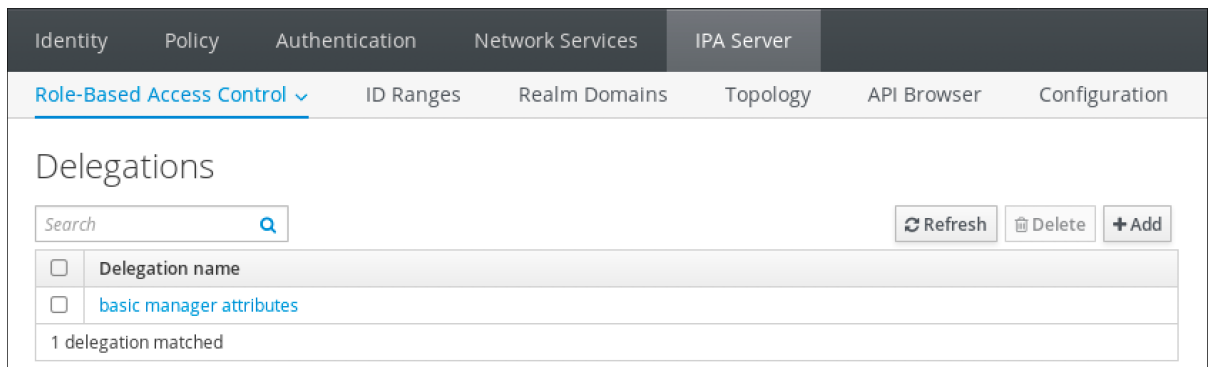 Identity Policy Authentication Network Services IPA Server
Role-Based Access Control ID Ranges Realm Domains Topology API Browser Configuration
Delegations
Search Refresh Delete Add
Delegation name
basic manager attributes
1 delegation matched